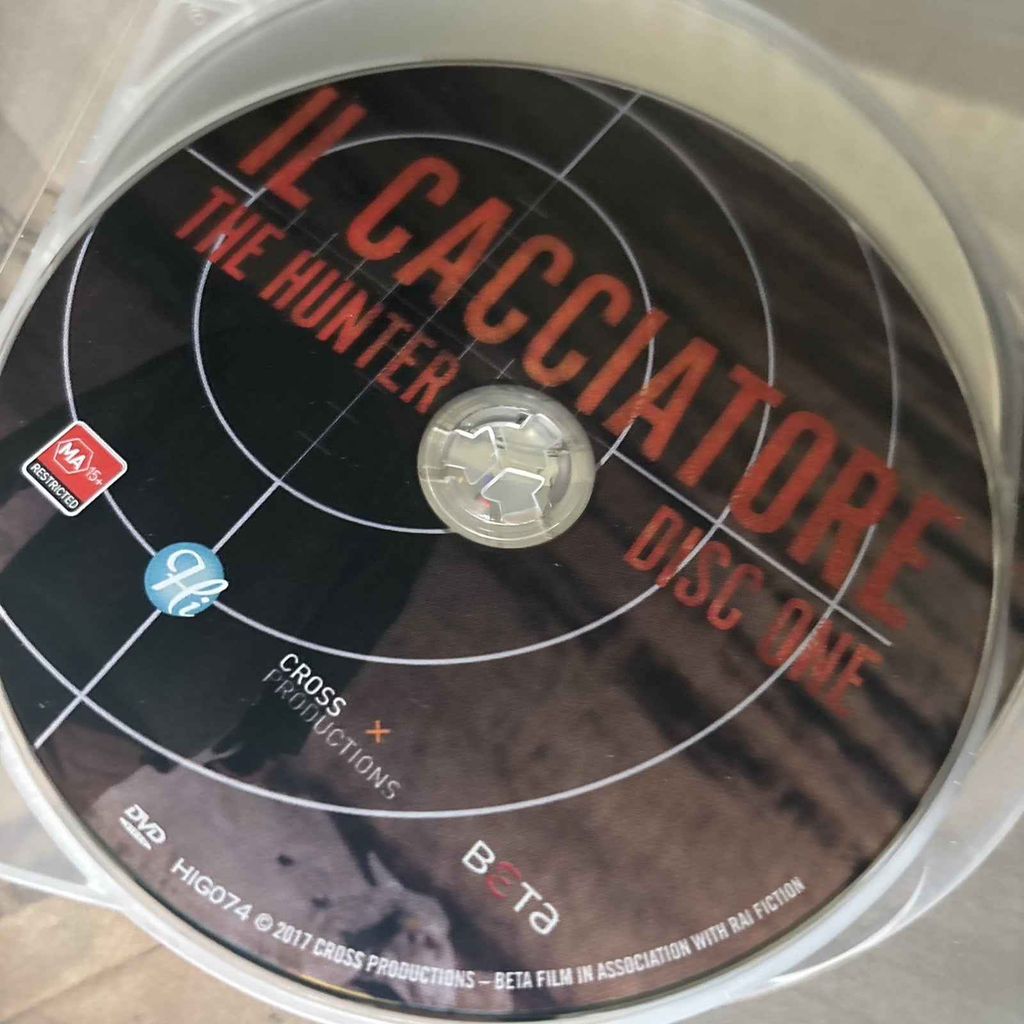 IL CACCIATORE
THE HUNTER
DISC ONE
MA 15+
RESTRICTED
Hi
CROSS
PRODUCTIONS
BETA
DVD
HIG074 © 2017 CROSS PRODUCTIONS – BETA FILM IN ASSOCIATION WITH RAI FICTION